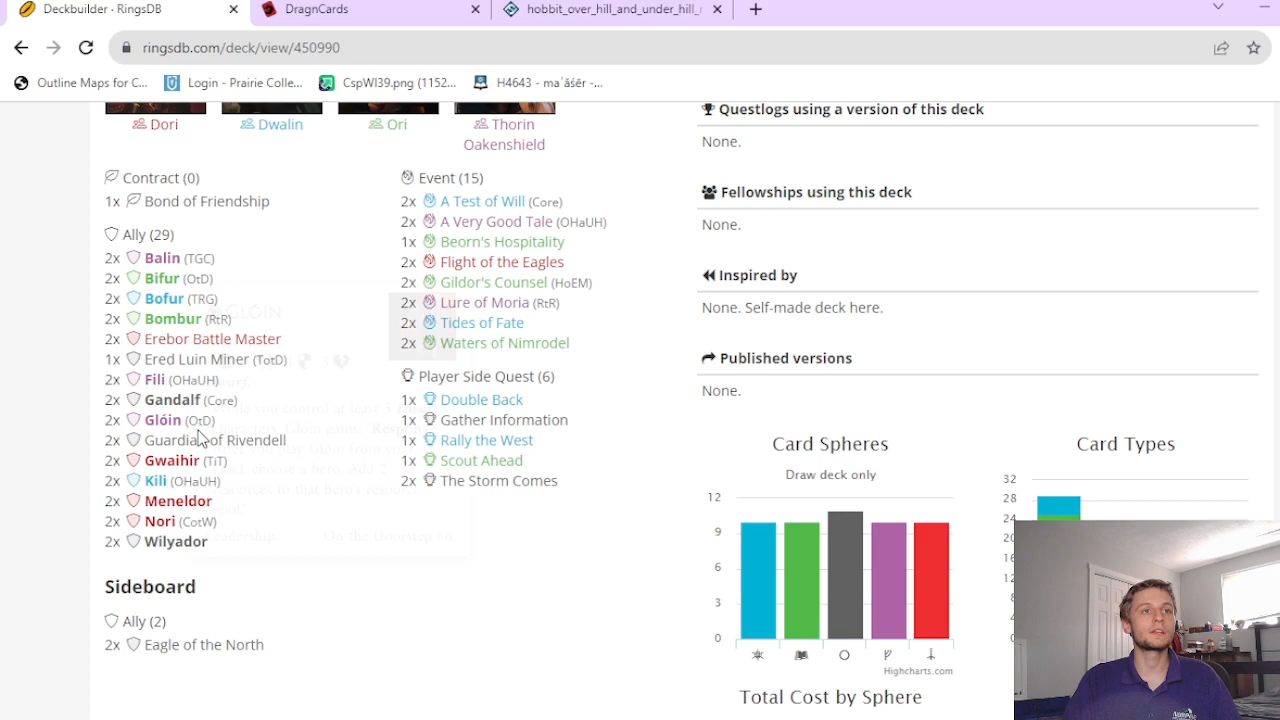 Deckbuilder · RingsDB
DragnCards
hobbit_over_hill_and_under_hill_
ringsdb.com/deck/view/450990
Outline Maps for C...
Login - Prairie Colle...
CspWI39.png (1152...
H4643 - maʿăśēr -...
Dori
Dwalin
Ori
Thorin
Oakenshield
Contract (0)
1x Bond of Friendship
Ally (29)
2x Balin (TGC)
2x Bifur (OtD)
2x Bofur (TRG)
2x Bombur (RtR)
2x Erebor Battle Master
1x Ered Luin Miner (TotD)
2x Fili (OHaUH)
2x Gandalf (Core)
2x Glóin (OtD)
2x Guardian of Rivendell
2x Gwaihir (TiT)
2x Kili (OHaUH)
2x Meneldor
2x Nori (CotW)
2x Wilyador
Sideboard
Ally (2)
2x Eagle of the North
Event (15)
2x A Test of Will (Core)
2x A Very Good Tale (OHaUH)
1x Beorn's Hospitality
2x Flight of the Eagles
2x Gildor's Counsel (HoEM)
2x Lure of Moria (RtR)
2x Tides of Fate
2x Waters of Nimrodel
Player Side Quest (6)
1x Double Back
1x Gather Information
1x Rally the West
1x Scout Ahead
2x The Storm Comes
Questlogs using a version of this deck
None.
Fellowships using this deck
None.
Inspired by
None. Self-made deck here.
Published versions
None.
Card Spheres
Draw deck only
12
9
6
3
0
Highcharts.com
Total Cost by Sphere
Card Types
32
28
24
20